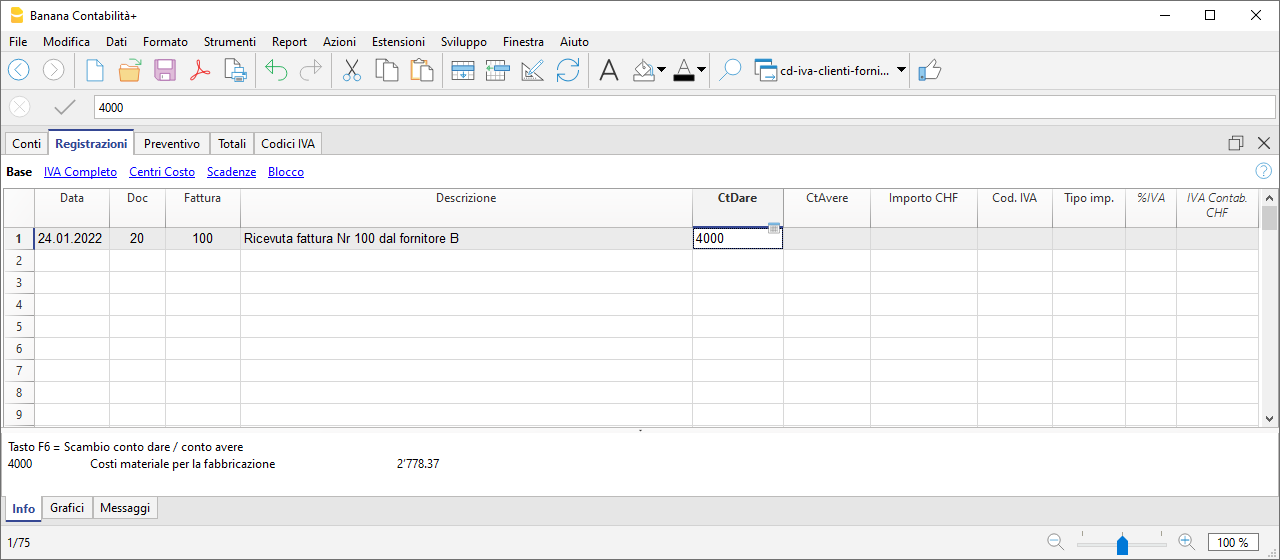 Banana Contabilità+
File Modifica Dati Formato Strumenti Report Azioni Estensioni Sviluppo Finestra Aiuto
cd-iva-clienti-forni...
4000
Conti Registrazioni Preventivo Totali Codici IVA
Base IVA Completo Centri Costo Scadenze Blocco ?
Data Doc Fattura Descrizione CtDare CtAvere Importo CHF Cod. IVA Tipo imp. %IVA IVA Contab. CHF
1 24.01.2022 20 100 Ricevuta fattura Nr 100 dal fornitore B 4000
2
3
4
5
6
7
8
9
Tasto F6 = Scambio conto dare / conto avere
4000 Costi materiale per la fabbricazione 2'778.37
Info Grafici Messaggi
1/75 100 %